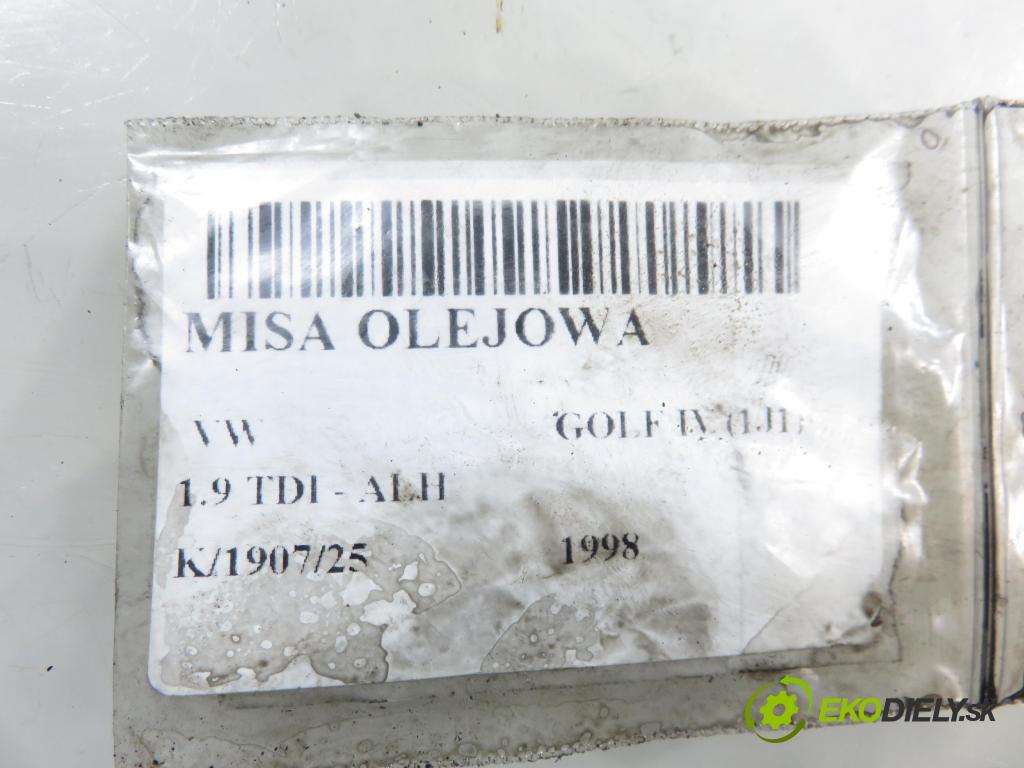 MISA OLEJOWA
VW GOLF IV (1J1)
1.9 TDI - ALH
K/1907/25 1998
EKODIELY.sk